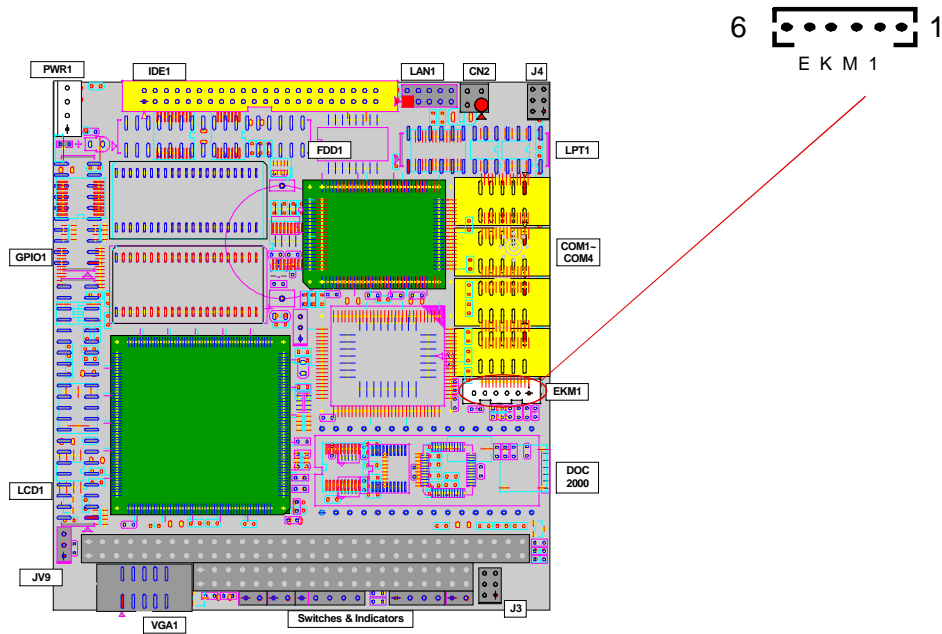 6 1
E K M 1
PWR1 IDE1 LAN1 CN2 J4
FDD1 LPT1
GPIO1 COM1~
COM4
EKM1
LCD1 DOC
2000
JV9 J3
VGA1 Switches & Indicators